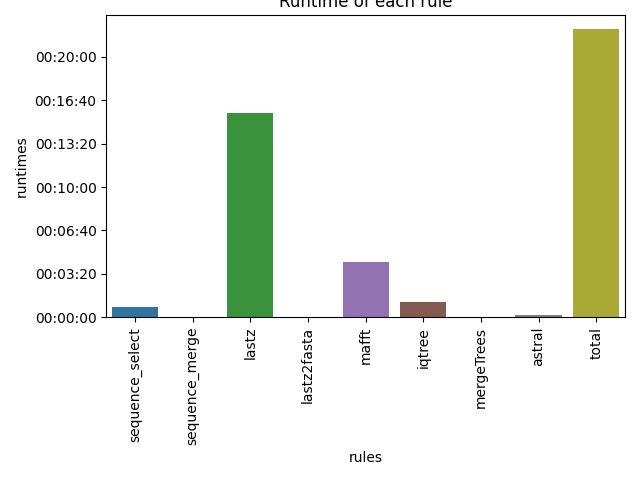 Runtime of each rule
runtimes
00:20:00
00:16:40
00:13:20
00:10:00
00:06:40
00:03:20
00:00:00
sequence_select
sequence_merge
lastz
lastz2fasta
mafft
iqtree
mergeTrees
astral
total
rules